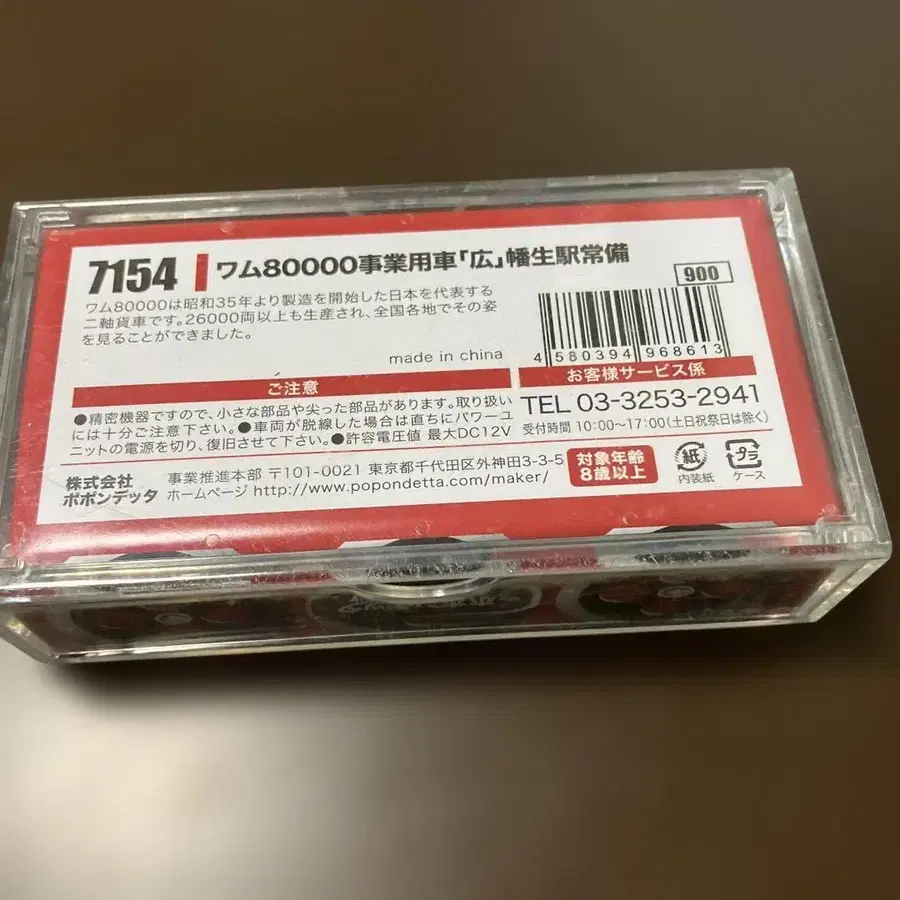 7154 ワム80000事業用車｢広｣幡生駅常備
ワム80000は昭和35年より製造を開始した日本を代表する
二軸貨車です。26000両以上も生産され、全国各地でその姿
を見ることができました。
made in china
900
4 580394 968613
ご注意
●精密機器ですので、小さな部品や尖った部品があります。取り扱い
には十分ご注意下さい。●車両が脱線した場合は直ちにパワーユ
ニットの電源を切り、復旧させて下さい。●許容電圧値 最大DC12V
お客様サービス係
TEL 03-3253-2941
受付時間 10:00〜17:00(土日祝祭日は除く)
株式会社
ポポンデッタ
事業推進本部 〒101-0021 東京都千代田区外神田3-3-5
ホームページ http://www.popondetta.com/maker/
対象年齢
8歳以上
紙
内装紙
プラ
ケース